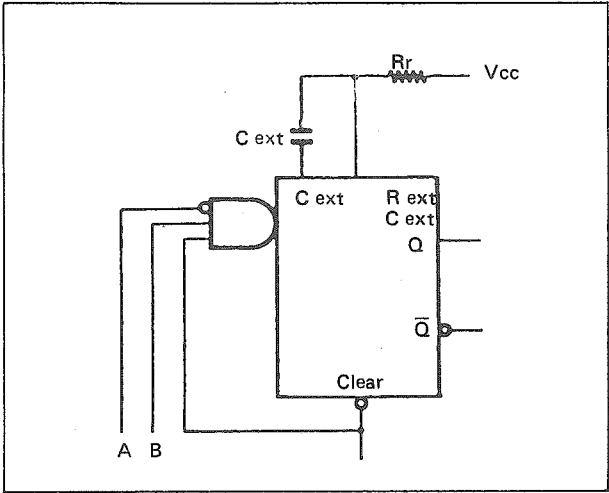 Rr
Vcc
C ext
C ext
R ext
C ext
Q
Q̅
Clear
A B